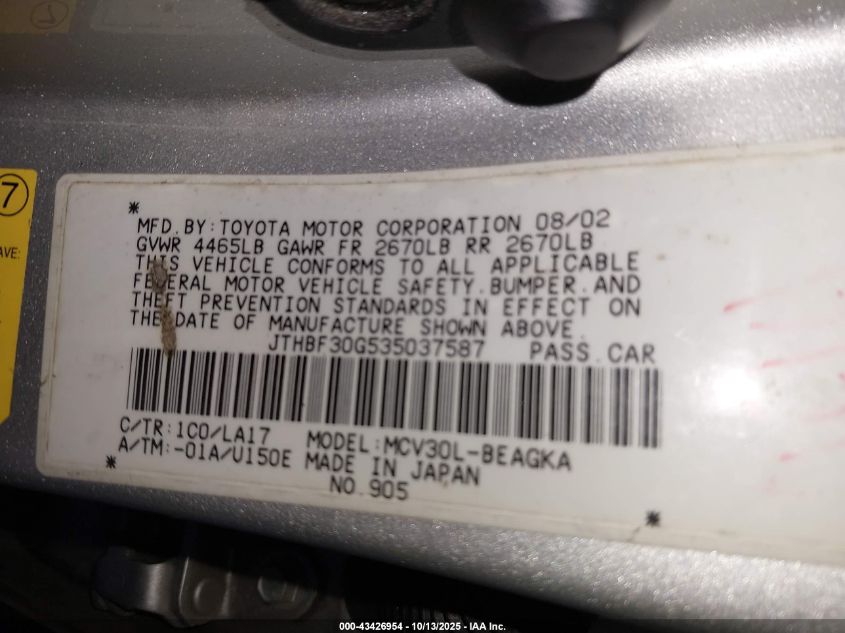 7
AVE:
* MFD.BY:TOYOTA MOTOR CORPORATION 08/02
GVWR 4465LB GAWR FR 2670LB RR 2670LB
THIS VEHICLE CONFORMS TO ALL APPLICABLE
FEDERAL MOTOR VEHICLE SAFETY.BUMPER.AND
THEFT PREVENTION STANDARDS IN EFFECT ON
THE DATE OF MANUFACTURE SHOWN ABOVE.
JTHBF30G535037587 PASS.CAR
C/TR:1C0/LA17 MODEL:MCV30L-BEAGKA
A/TM:-01A/U150E MADE IN JAPAN
* NO.905 *
000-43426954 - 10/13/2025 - IAA Inc.